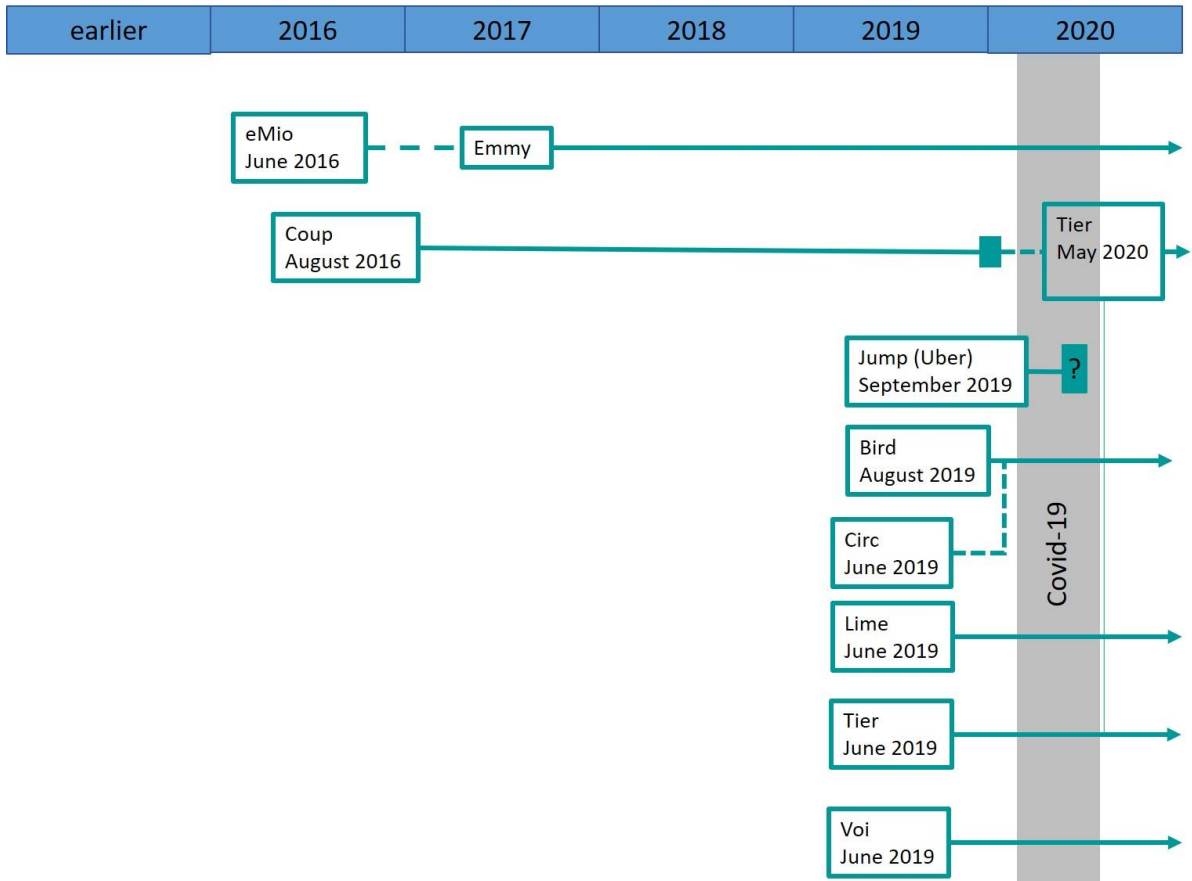 earlier
2016
2017
2018
2019
2020
eMio
June 2016
Emmy
Coup
August 2016
Tier
May 2020
Jump (Uber)
September 2019
?
Bird
August 2019
Circ
June 2019
Covid-19
Lime
June 2019
Tier
June 2019
Voi
June 2019